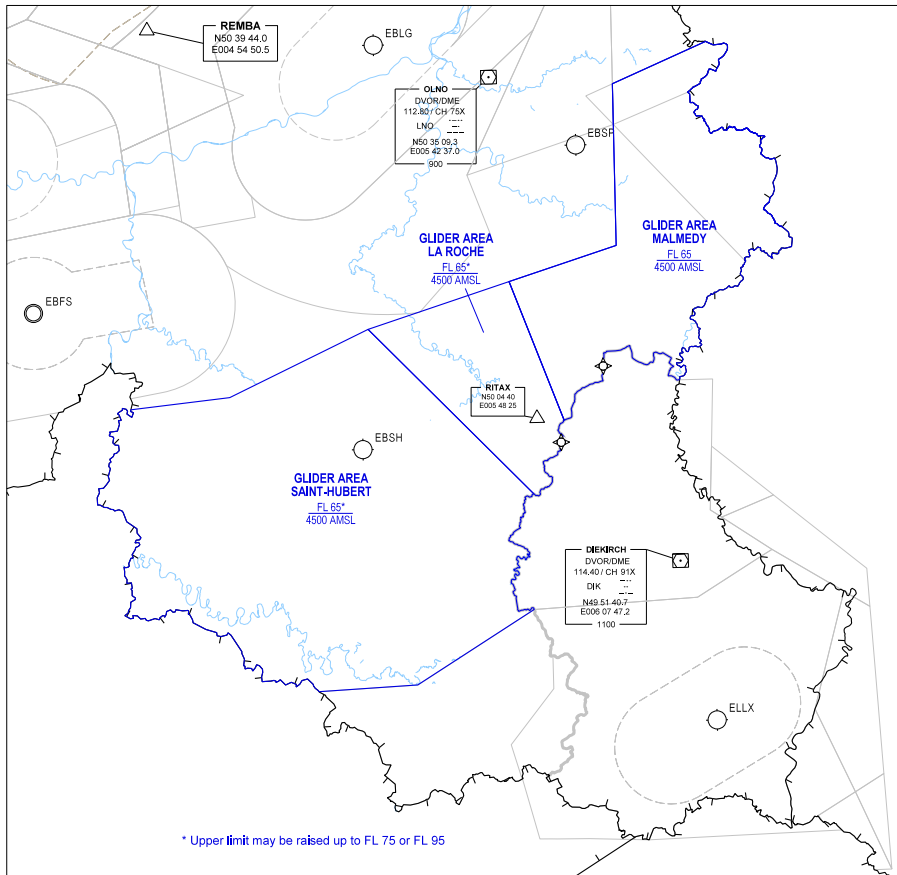 REMBA
N50 39 44.0
E004 54 50.5
EBLG
OLNO
DVOR/DME
112.80 / CH 75X
LNO
N50 35 09.3
E005 42 37.0
900
EBSP
GLIDER AREA
MALMEDY
FL 65
4500 AMSL
GLIDER AREA
LA ROCHE
FL 65*
4500 AMSL
EBFS
RITAX
N50 04 40
E005 48 25
EBSH
GLIDER AREA
SAINT-HUBERT
FL 65*
4500 AMSL
DIEKIRCH
DVOR/DME
114.40 / CH 91X
DIK
N49 51 40.7
E006 07 47.2
1100
ELLX
* Upper limit may be raised up to FL 75 or FL 95